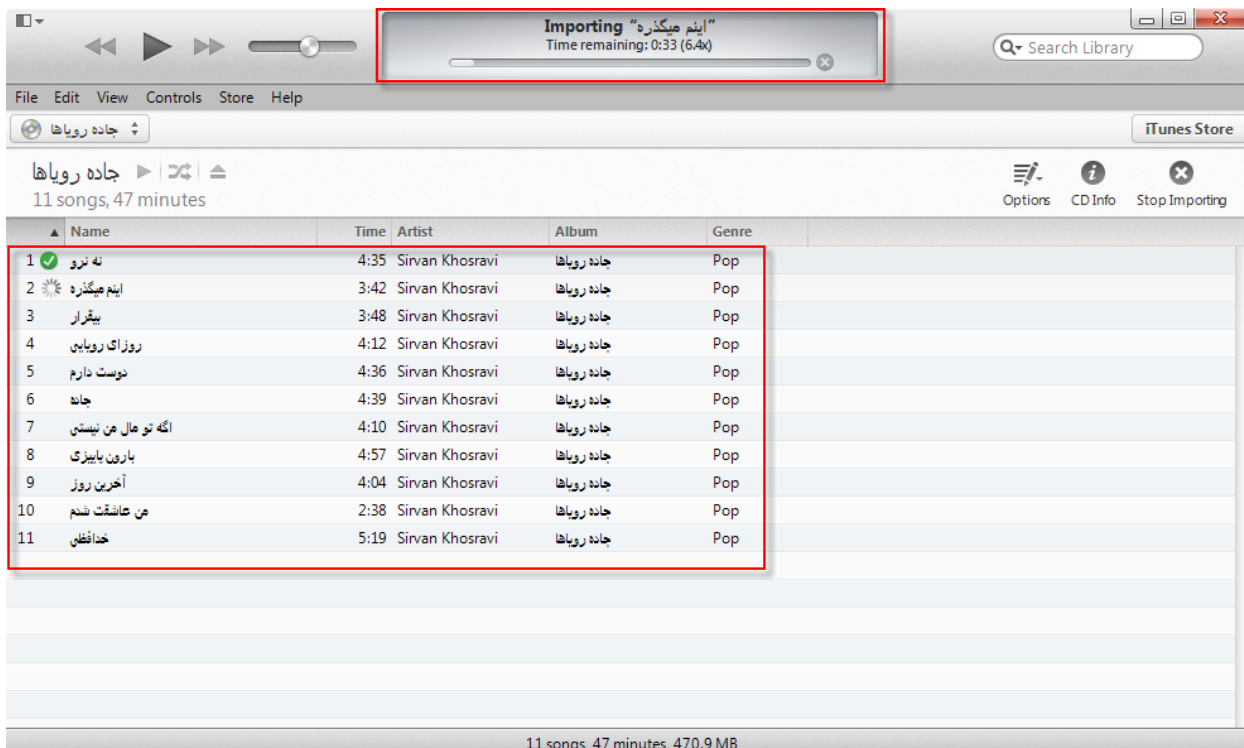 Importing “اینم میگذره”
Time remaining: 0:33 (6.4x)
Search Library
File Edit View Controls Store Help
جاده رویاها
iTunes Store
جاده رویاها
11 songs, 47 minutes
Options CD Info Stop Importing
Name Time Artist Album Genre
1 نه نرو 4:35 Sirvan Khosravi جاده رویاها Pop
2 اینم میگذره 3:42 Sirvan Khosravi جاده رویاها Pop
3 بیقرار 3:48 Sirvan Khosravi جاده رویاها Pop
4 روزای رویایی 4:12 Sirvan Khosravi جاده رویاها Pop
5 دوست دارم 4:36 Sirvan Khosravi جاده رویاها Pop
6 جاده 4:39 Sirvan Khosravi جاده رویاها Pop
7 اگه تو مال من نیستی 4:10 Sirvan Khosravi جاده رویاها Pop
8 بارون پاییزی 4:57 Sirvan Khosravi جاده رویاها Pop
9 آخرین روز 4:04 Sirvan Khosravi جاده رویاها Pop
10 من عاشقت شدم 2:38 Sirvan Khosravi جاده رویاها Pop
11 خدافظی 5:19 Sirvan Khosravi جاده رویاها Pop
11 songs, 47 minutes, 470.9 MB